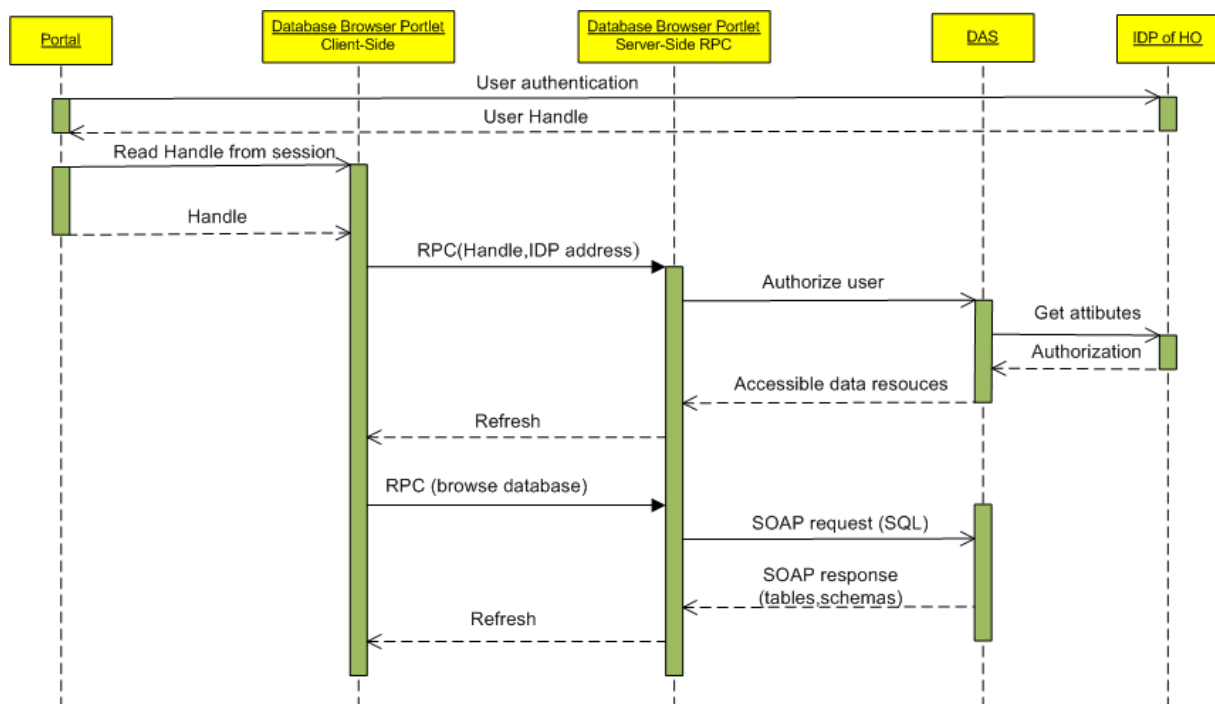 Portal
Database Browser Portlet
Client-Side
Database Browser Portlet
Server-Side RPC
DAS
IDP of HO
User authentication
User Handle
Read Handle from session
Handle
RPC(Handle,IDP address)
Authorize user
Get attibutes
Authorization
Accessible data resouces
Refresh
RPC (browse database)
SOAP request (SQL)
SOAP response
(tables,schemas)
Refresh